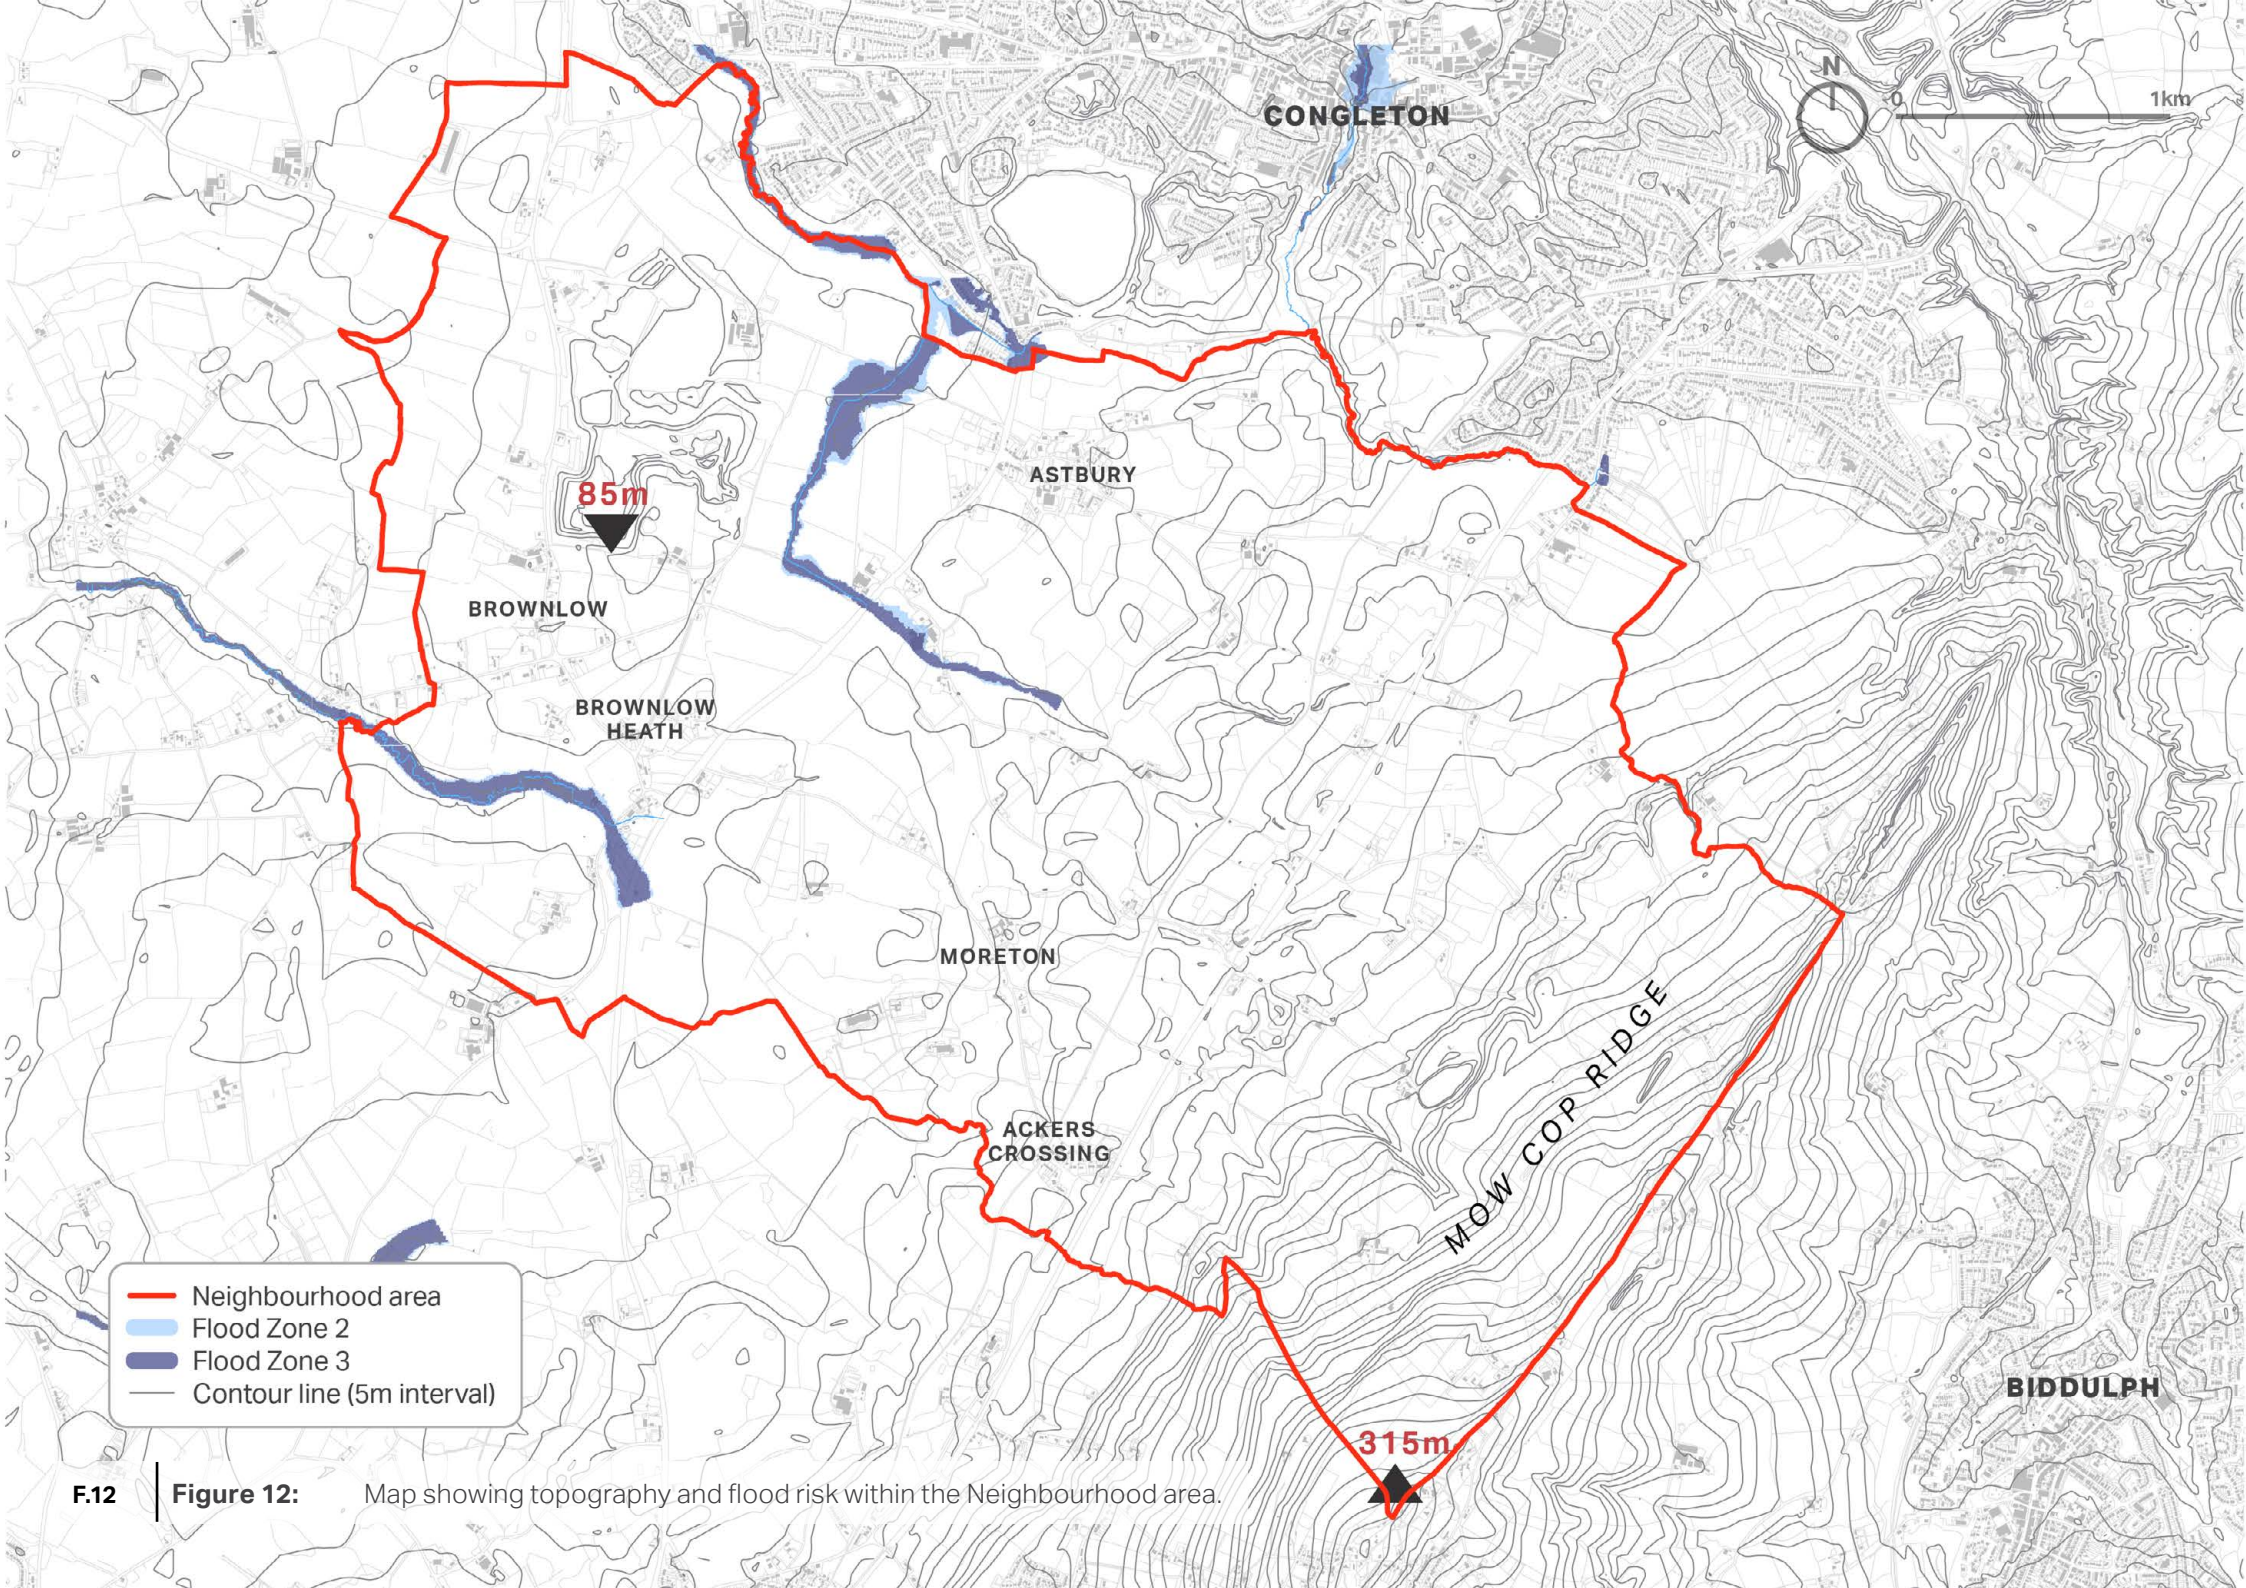 N
0
1km
CONGLETON
ASTBURY
85m
BROWNLOW
BROWNLOW
HEATH
MORETON
MOW COP RIDGE
ACKERS
CROSSING
Neighbourhood area
Flood Zone 2
Flood Zone 3
Contour line (5m interval)
BIDDULPH
315m
F.12
Figure 12: Map showing topography and flood risk within the Neighbourhood area.